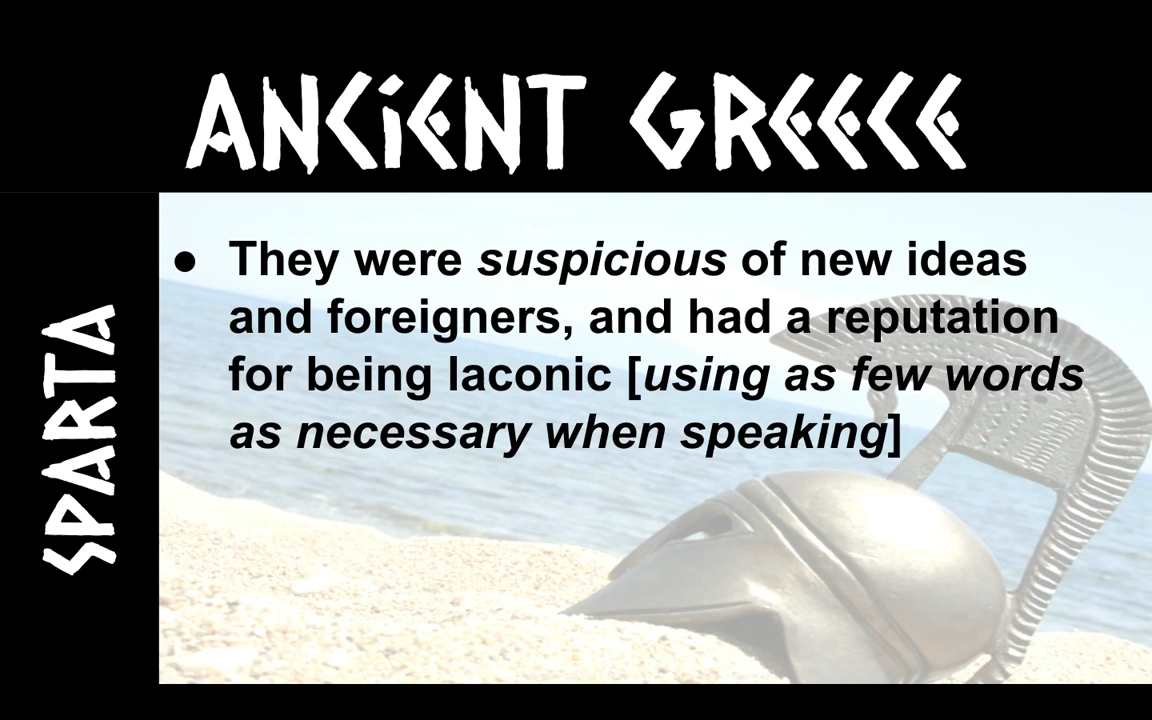 ANCiENT GREECE
SPARTA
● They were suspicious of new ideas
and foreigners, and had a reputation
for being laconic [using as few words
as necessary when speaking]